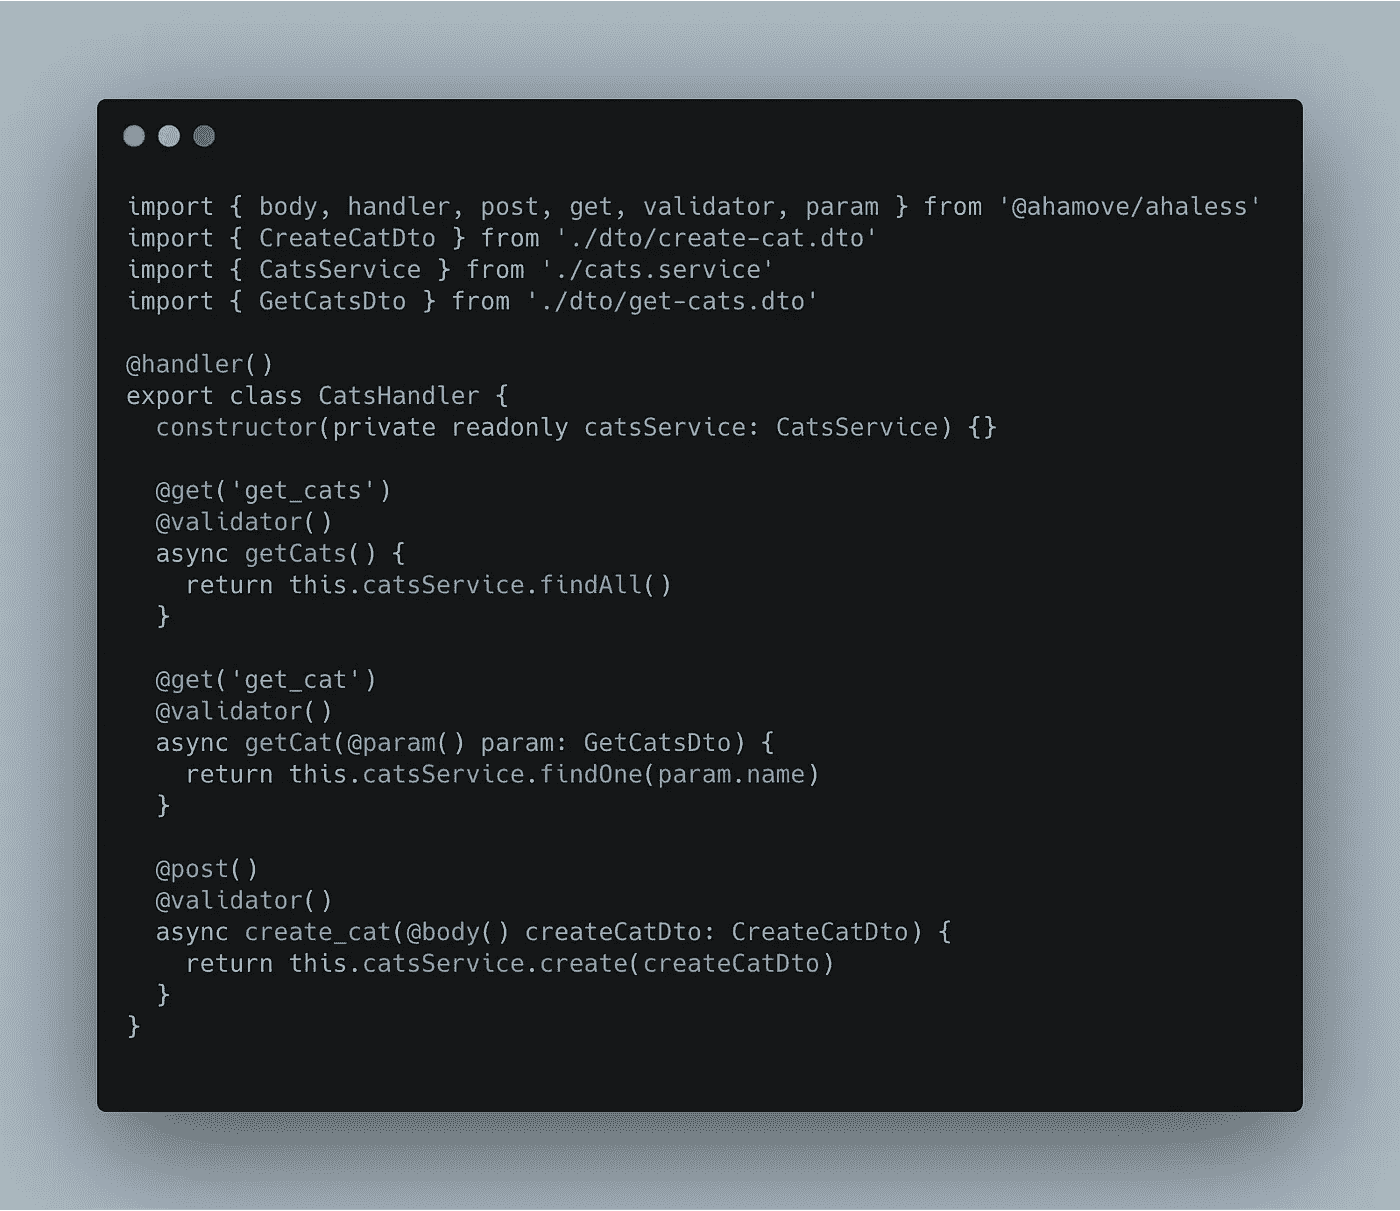 import { body, handler, post, get, validator, param } from '@ahamove/ahaless'
import { CreateCatDto } from './dto/create-cat.dto'
import { CatsService } from './cats.service'
import { GetCatsDto } from './dto/get-cats.dto'

@handler()
export class CatsHandler {
  constructor(private readonly catsService: CatsService) {}

  @get('get_cats')
  @validator()
  async getCats() {
    return this.catsService.findAll()
  }

  @get('get_cat')
  @validator()
  async getCat(@param() param: GetCatsDto) {
    return this.catsService.findOne(param.name)
  }

  @post()
  @validator()
  async create_cat(@body() createCatDto: CreateCatDto) {
    return this.catsService.create(createCatDto)
  }
}